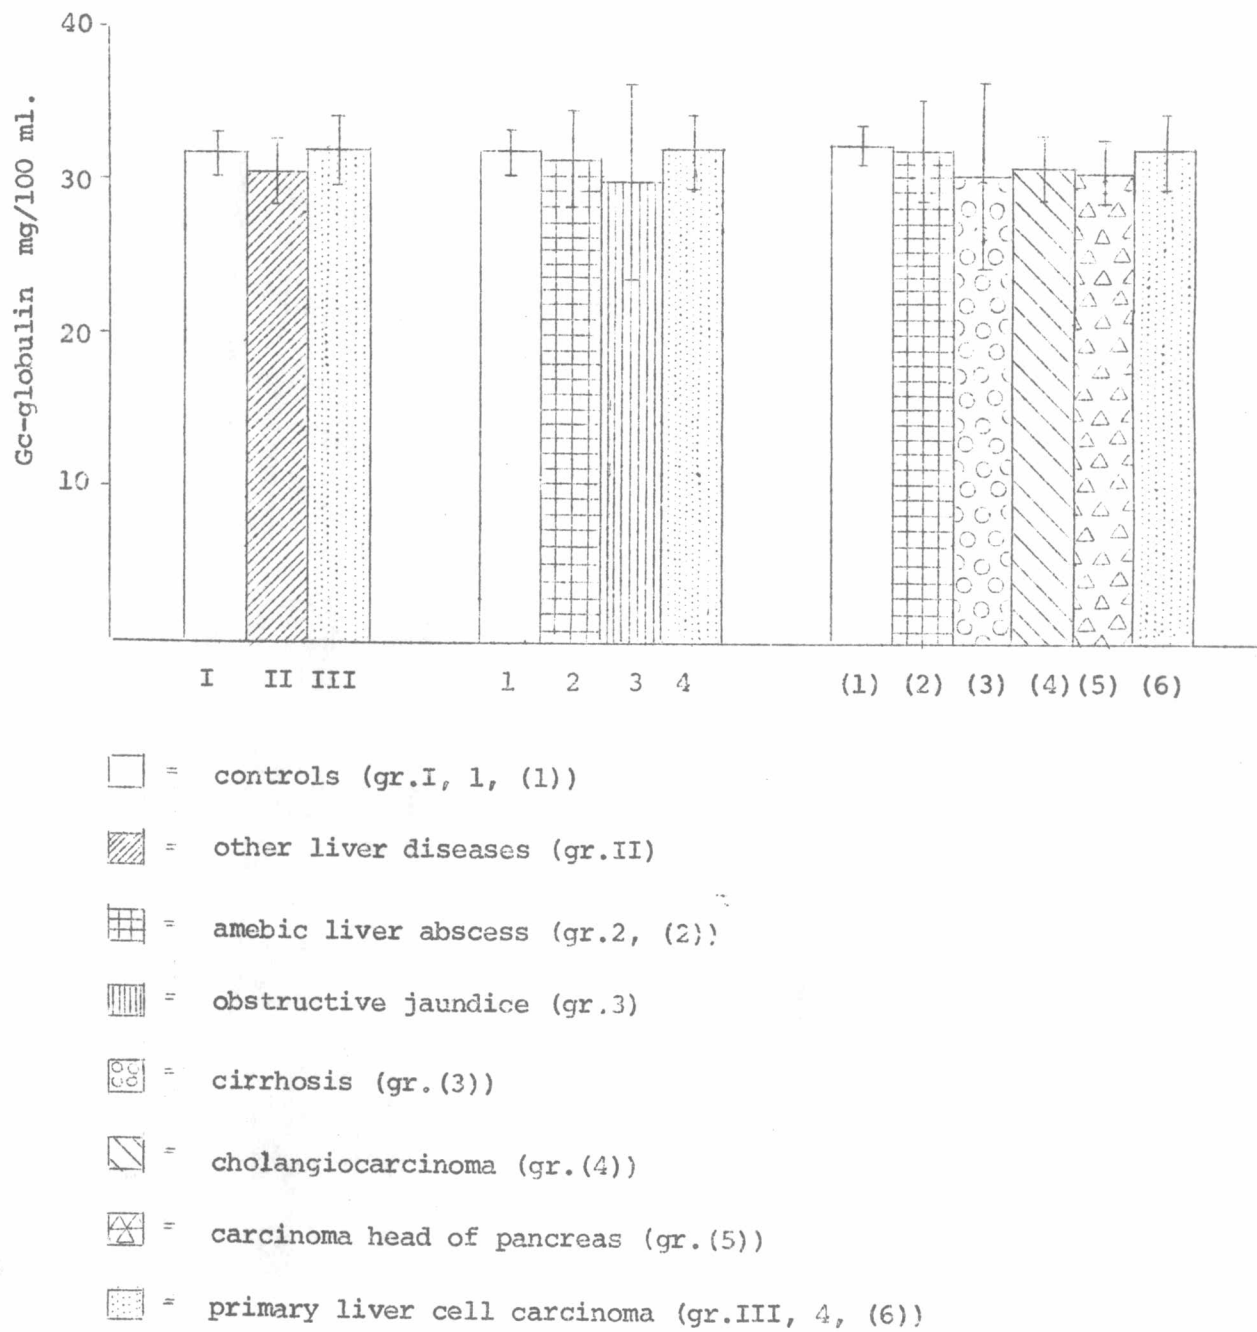 40
Gc-globulin mg/100 ml.
30
20
10
I II III 1 2 3 4 (1) (2) (3) (4) (5) (6)
= controls (gr.I, 1, (1))
= other liver diseases (gr.II)
= amebic liver abscess (gr.2, (2))
= obstructive jaundice (gr.3)
= cirrhosis (gr.(3))
= cholangiocarcinoma (gr.(4))
= carcinoma head of pancreas (gr.(5))
= primary liver cell carcinoma (gr.III, 4, (6))